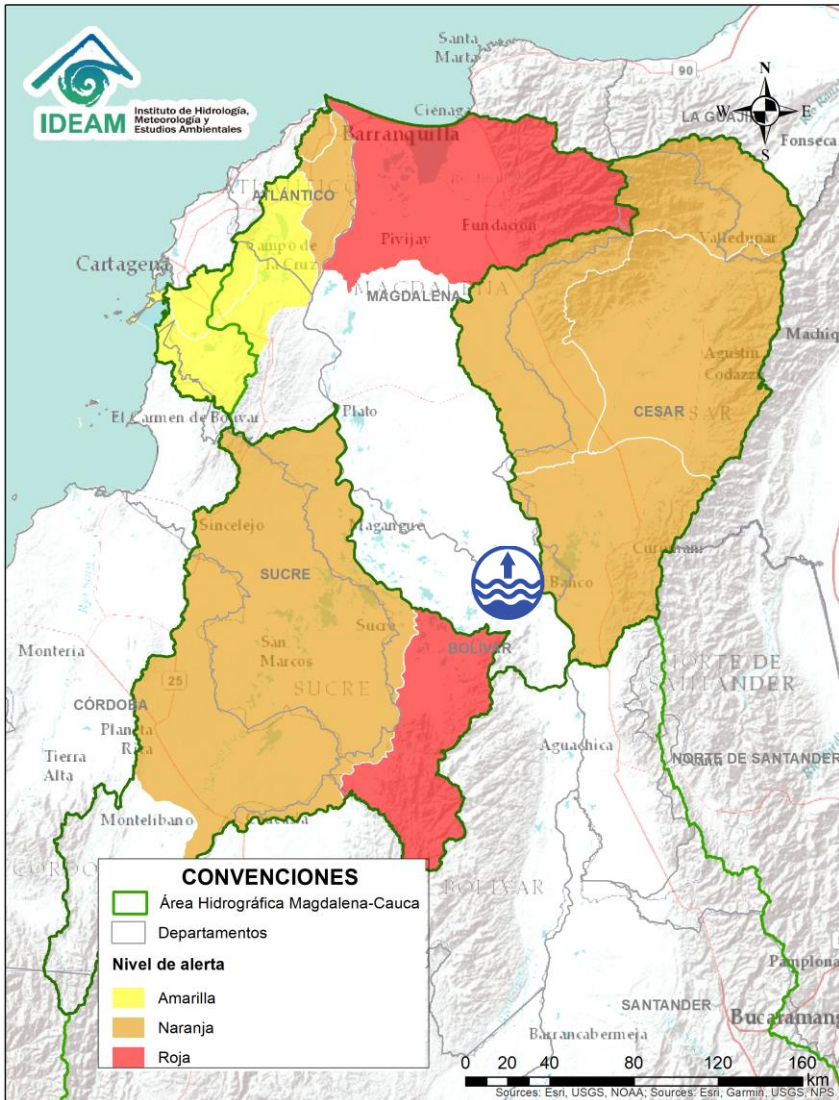 IDEAM
Instituto de Hidrología,
Meteorología y
Estudios Ambientales
Santa
Marta
90
N
E
S
W
LA GUAJI
Fonseca
Ciénaga
Barranquilla
ATLÁNTICO
Campo de
la Cruz
Cartagena
Pivijay
Fundación
Valledupar
MAGDALENA
Machiq
Agustín
Codazzi
CESAR
El Carmen de Bolívar
Plato
Sincelejo
Magangue
SUCRE
Curumaní
Banco
Sucre
San
Marcos
SUCRE
BOLÍVAR
Montería
25
CÓRDOBA
Planeta
Rica
Tierra
Alta
NORTE DE
SANTANDER
Aguachica
NORTE DE SANTANDER
Montelíbano
BOLÍVAR
CONVENCIONES
Área Hidrográfica Magdalena-Cauca
Departamentos
Nivel de alerta
Amarilla
Naranja
Roja
Pamplona
SANTANDER
Bucaramang
Barrancabermeja
0 20 40 80 120 160
km
Sources: Esri, USGS, NOAA; Sources: Esri, Garmin, USGS, NPS